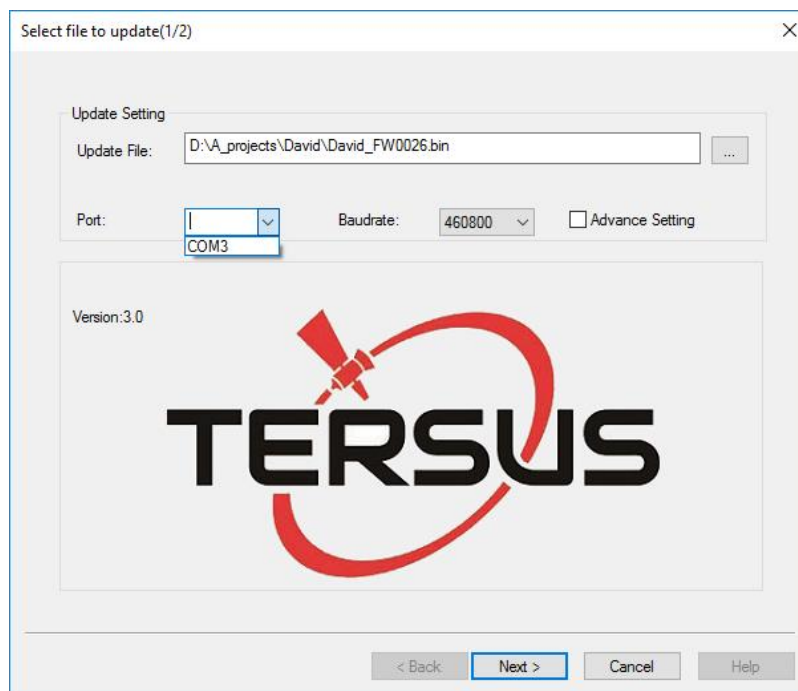 Select file to update(1/2)
Update Setting
Update File: D:\A_projects\David\David_FW0026.bin ...
Port: Baudrate: 460800 Advance Setting
COM3
Version:3.0
TERSUS
< Back Next > Cancel Help